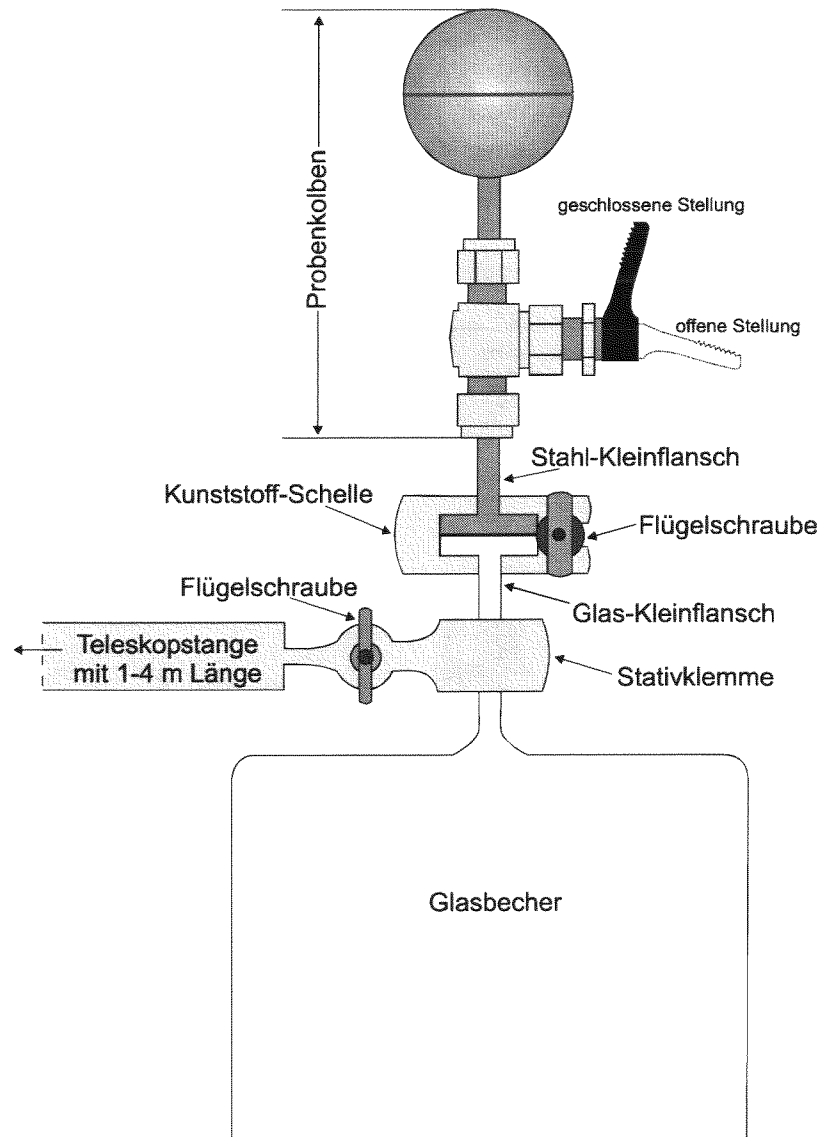 Probenkolben
geschlossene Stellung
offene Stellung
Stahl-Kleinflansch
Kunststoff-Schelle
Flügelschraube
Flügelschraube
Glas-Kleinflansch
Teleskopstange
mit 1-4 m Länge
Stativklemme
Glasbecher